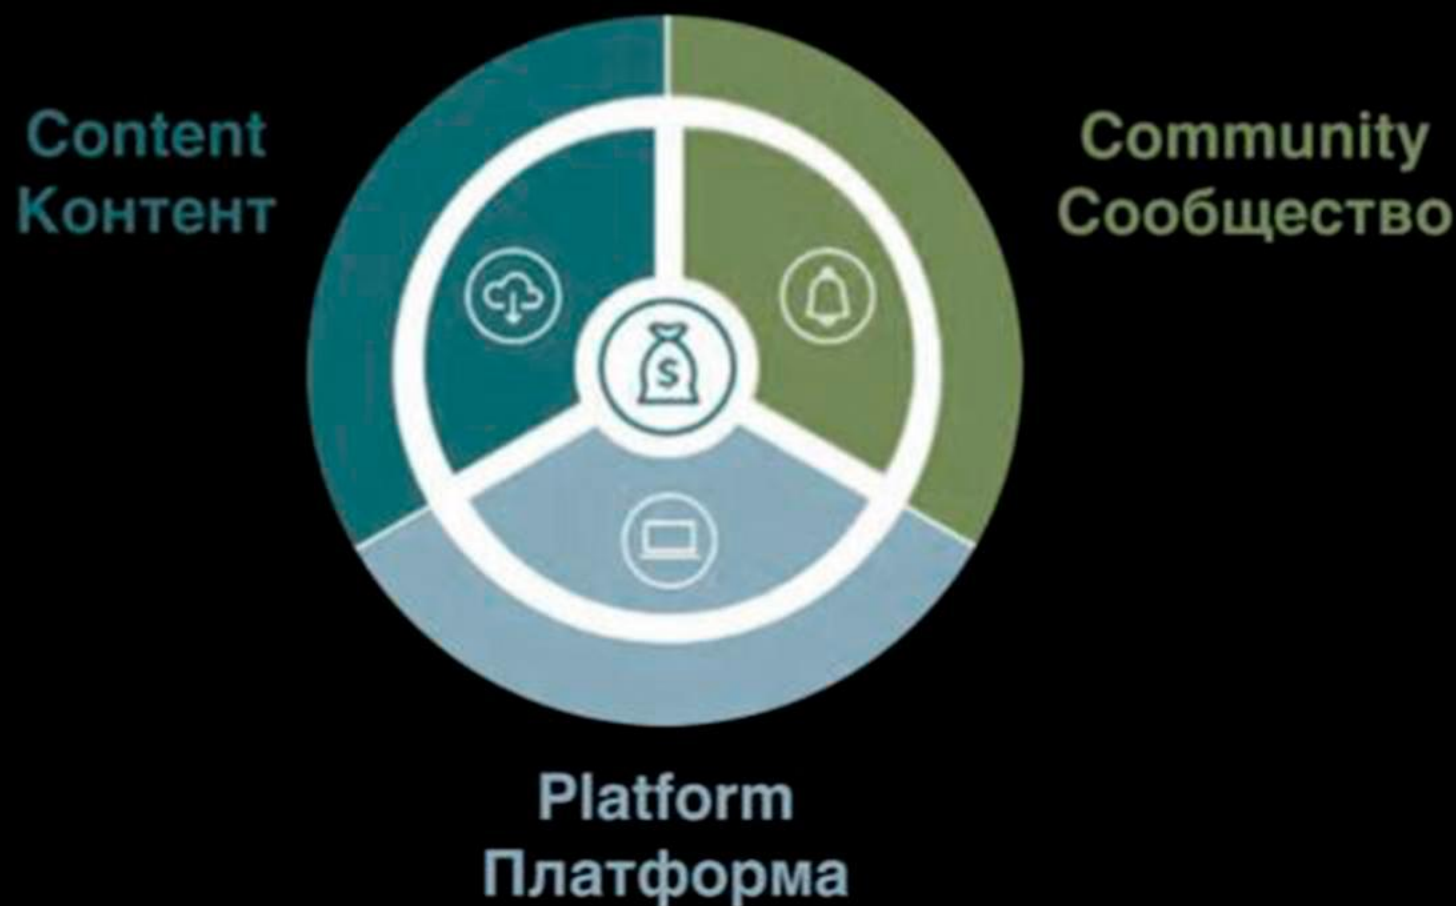 Content
Контент
Community
Сообщество
$
Platform
Платформа